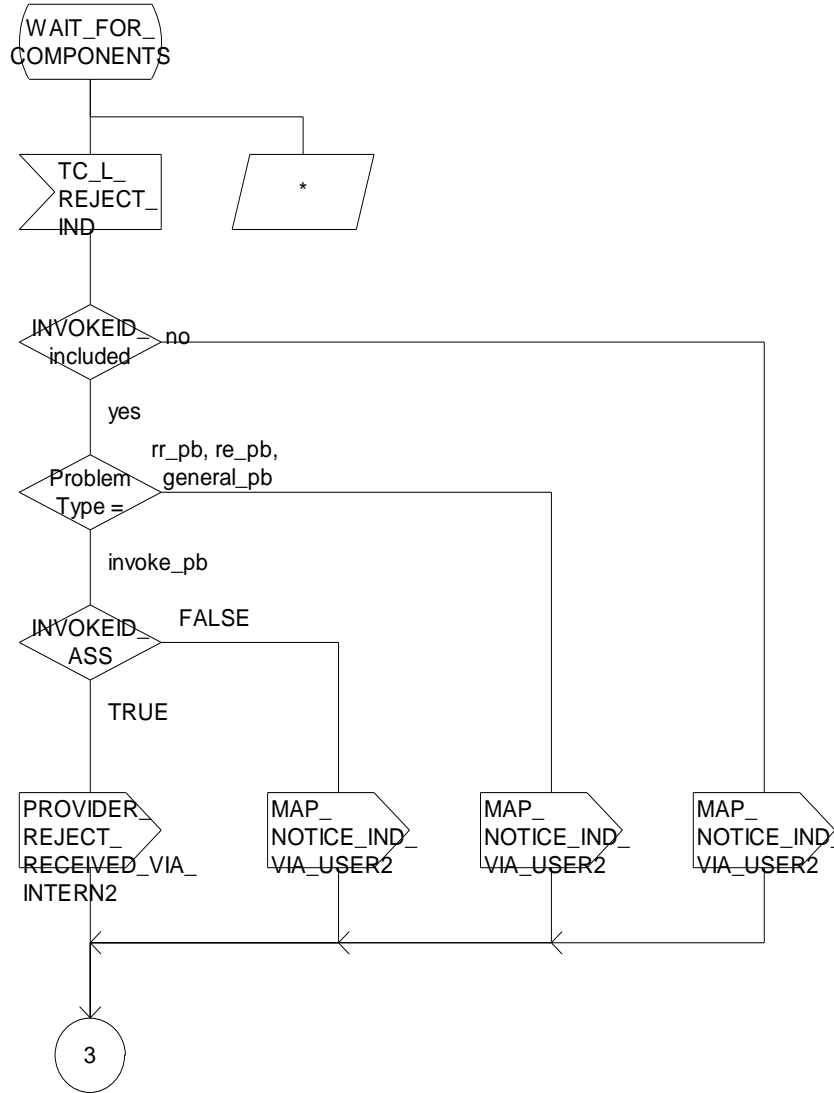 WAIT_FOR_
COMPONENTS
TC_L_
REJECT_
IND
*
INVOKEID_
included
no
yes
rr_pb, re_pb,
general_pb
Problem
Type =
invoke_pb
INVOKEID_
ASS
FALSE
TRUE
PROVIDER_
REJECT_
RECEIVED_VIA_
INTERN2
MAP_
NOTICE_IND_
VIA_USER2
MAP_
NOTICE_IND_
VIA_USER2
MAP_
NOTICE_IND_
VIA_USER2
3